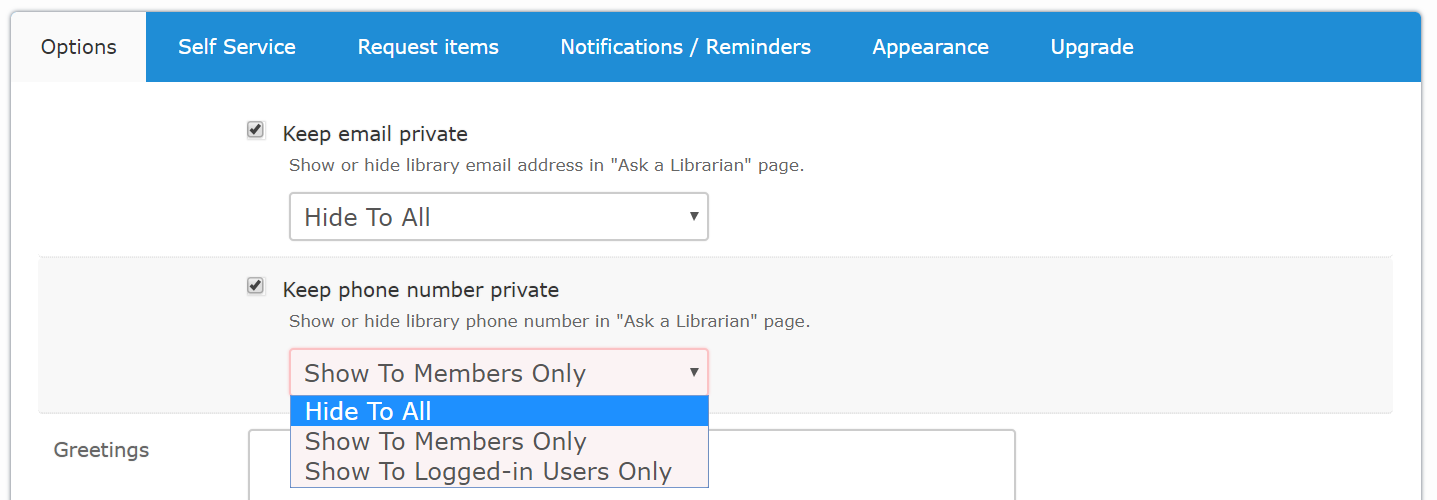 Options Self Service Request items Notifications / Reminders Appearance Upgrade
Keep email private
Show or hide library email address in "Ask a Librarian" page.
Hide To All
Keep phone number private
Show or hide library phone number in "Ask a Librarian" page.
Show To Members Only
Hide To All
Show To Members Only
Show To Logged-in Users Only
Greetings